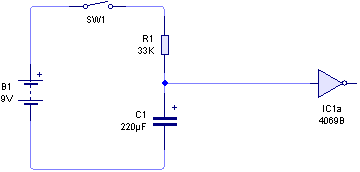 SW1
R1
33K
B1
9V
+
C1
+
220µF
IC1a
4069B